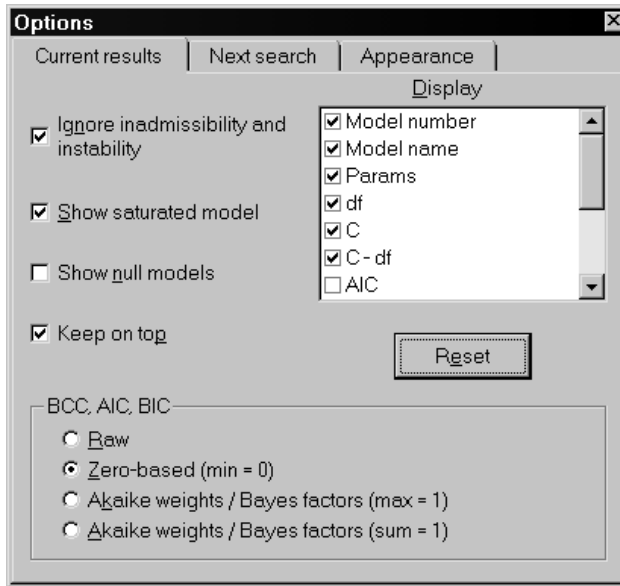 Options
Current results
Next search
Appearance
Display
Ignore inadmissibility and
instability
Show saturated model
Show null models
Keep on top
Model number
Model name
Params
df
C
C - df
AIC
Reset
BCC, AIC, BIC
Raw
Zero-based (min = 0)
Akaike weights / Bayes factors (max = 1)
Akaike weights / Bayes factors (sum = 1)